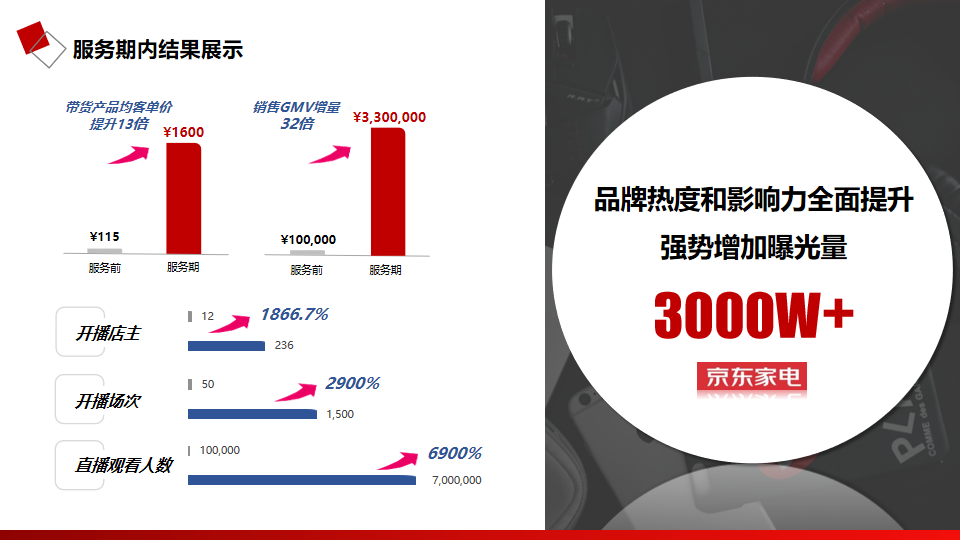 服务期内结果展示
带货产品均客单价
提升13倍
¥1600
¥115
服务前
服务期
销售GMV增量
32倍
¥3,300,000
¥100,000
服务前
服务期
开播店主
12
1866.7%
236
开播场次
50
2900%
1,500
直播观看人数
100,000
6900%
7,000,000
品牌热度和影响力全面提升
强势增加曝光量
3000W+
京东家电
PLA
COMME des GA